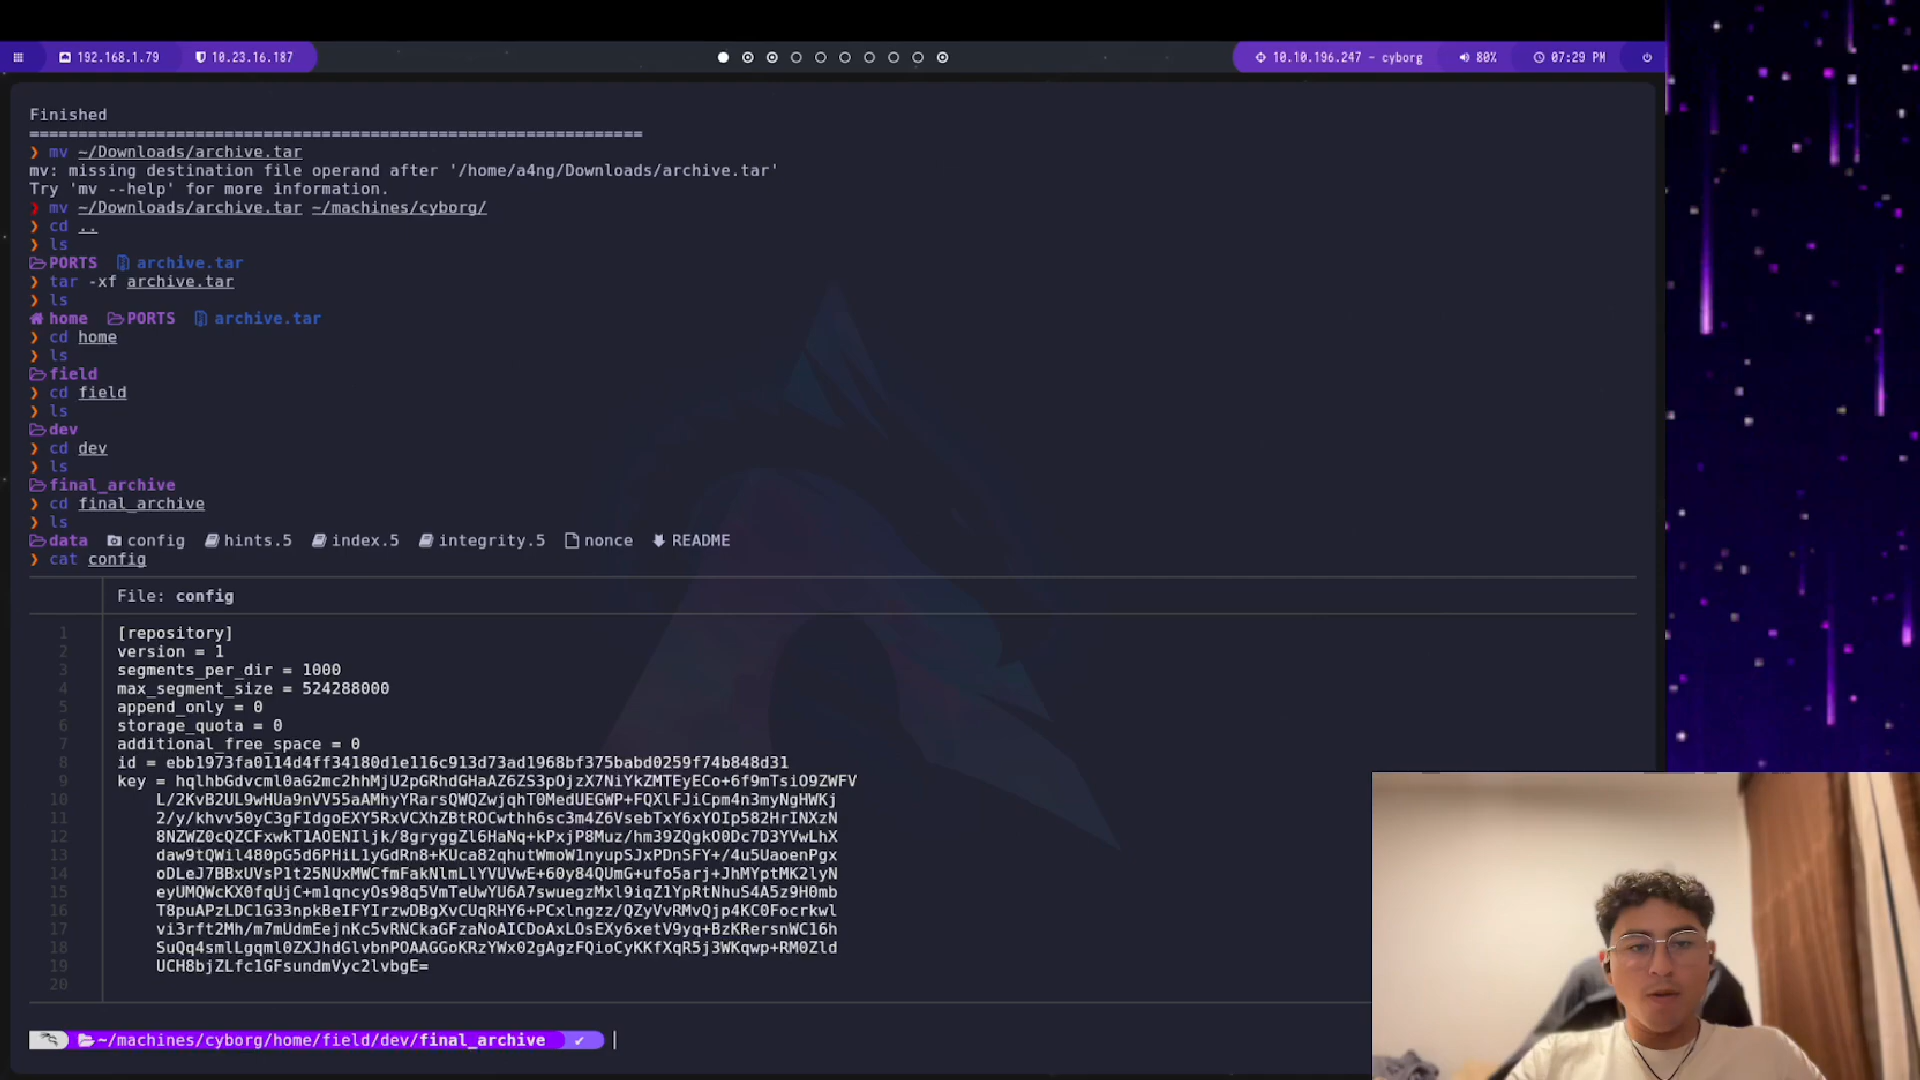 192.168.1.79 10.23.16.187 10.10.196.247 - cyborg 80% 07:29 PM
Finished
===============================================================
❯ mv ~/Downloads/archive.tar
mv: missing destination file operand after '/home/a4ng/Downloads/archive.tar'
Try 'mv --help' for more information.
❯ mv ~/Downloads/archive.tar ~/machines/cyborg/
❯ cd ..
❯ ls
PORTS archive.tar
❯ tar -xf archive.tar
❯ ls
home PORTS archive.tar
❯ cd home
❯ ls
field
❯ cd field
❯ ls
dev
❯ cd dev
❯ ls
final_archive
❯ cd final_archive
❯ ls
data config hints.5 index.5 integrity.5 nonce README
❯ cat config
File: config
1 [repository]
2 version = 1
3 segments_per_dir = 1000
4 max_segment_size = 524288000
5 append_only = 0
6 storage_quota = 0
7 additional_free_space = 0
8 id = ebb1973fa0114d4ff34180d1e116c913d73ad1968bf375babd0259f74b848d31
9 key = hqlhbGdvcml0aG2mc2hhMjU2pGRhdGHaAZ6ZS3pOjzX7NiYkZMTEyECo+6f9mTsiO9ZWFV
10 L/2KvB2UL9wHUa9nVV55aAMhyYRarsQWQZwjqhT0MedUEGWP+FQXlFJiCpm4n3myNgHWKj
11 2/y/khvv50yC3gFIdgoEXY5RxVCXhZBtROCwthh6sc3m4Z6VsebTxY6xYOIp582HrINXzN
12 8NZWZ0cQZCFxwkT1AOENIljk/8gryggZl6HaNq+kPxjP8Muz/hm39ZQgkO0Dc7D3YVwLhX
13 daw9tQWil480pG5d6PHiL1yGdRn8+KUca82qhutWmoW1nyupSJxPDnSFY+/4u5UaoenPgx
14 oDLeJ7BBxUVsP1t25NUxMWCfmFakNlmLlYVUVwE+60y84QUmG+ufo5arj+JhMYptMK2lyN
15 eyUMQWcKX0fqUjC+m1qncyOs98q5VmTeUwYU6A7swuegzMxl9iqZ1YpRtNhuS4A5z9H0mb
16 T8puAPzLDC1G33npkBeIFYIrzwDBgXvCUqRHY6+PCxlngzz/QZyVvRMvQjp4KC0Focrkwl
17 vi3rft2Mh/m7mUdmEejnKc5vRNCkaGFzaNoAICDoAxLOsEXy6xetV9yq+BzKRersnWC16h
18 SuQq4smlLgqml0ZXJhdGlvbnPOAAGGoKRzYWx02gAgzFQioCyKKfXqR5j3WKqwp+RM0Zld
19 UCH8bjZLfc1GFsundmVyc2lvbgE=
20
~/machines/cyborg/home/field/dev/final_archive ✔